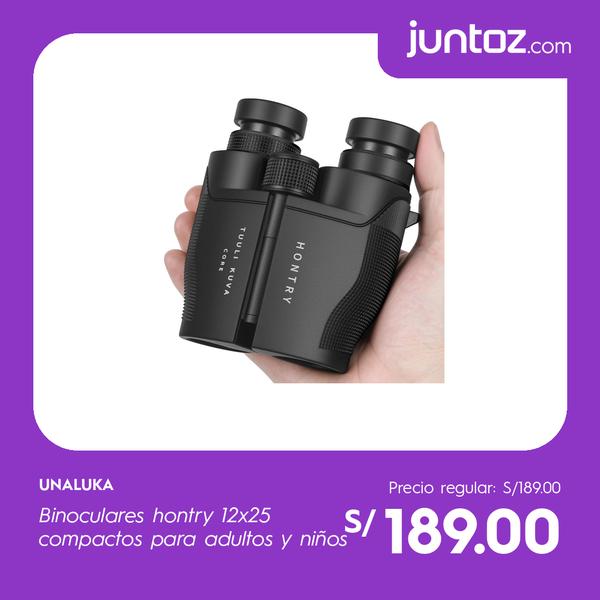 juntoz.com
TUULI KUVA
CORE
HONTRY
UNALUKA
Binoculares hontry 12x25
compactos para adultos y niños
Precio regular: S/189.00
S/ 189.00